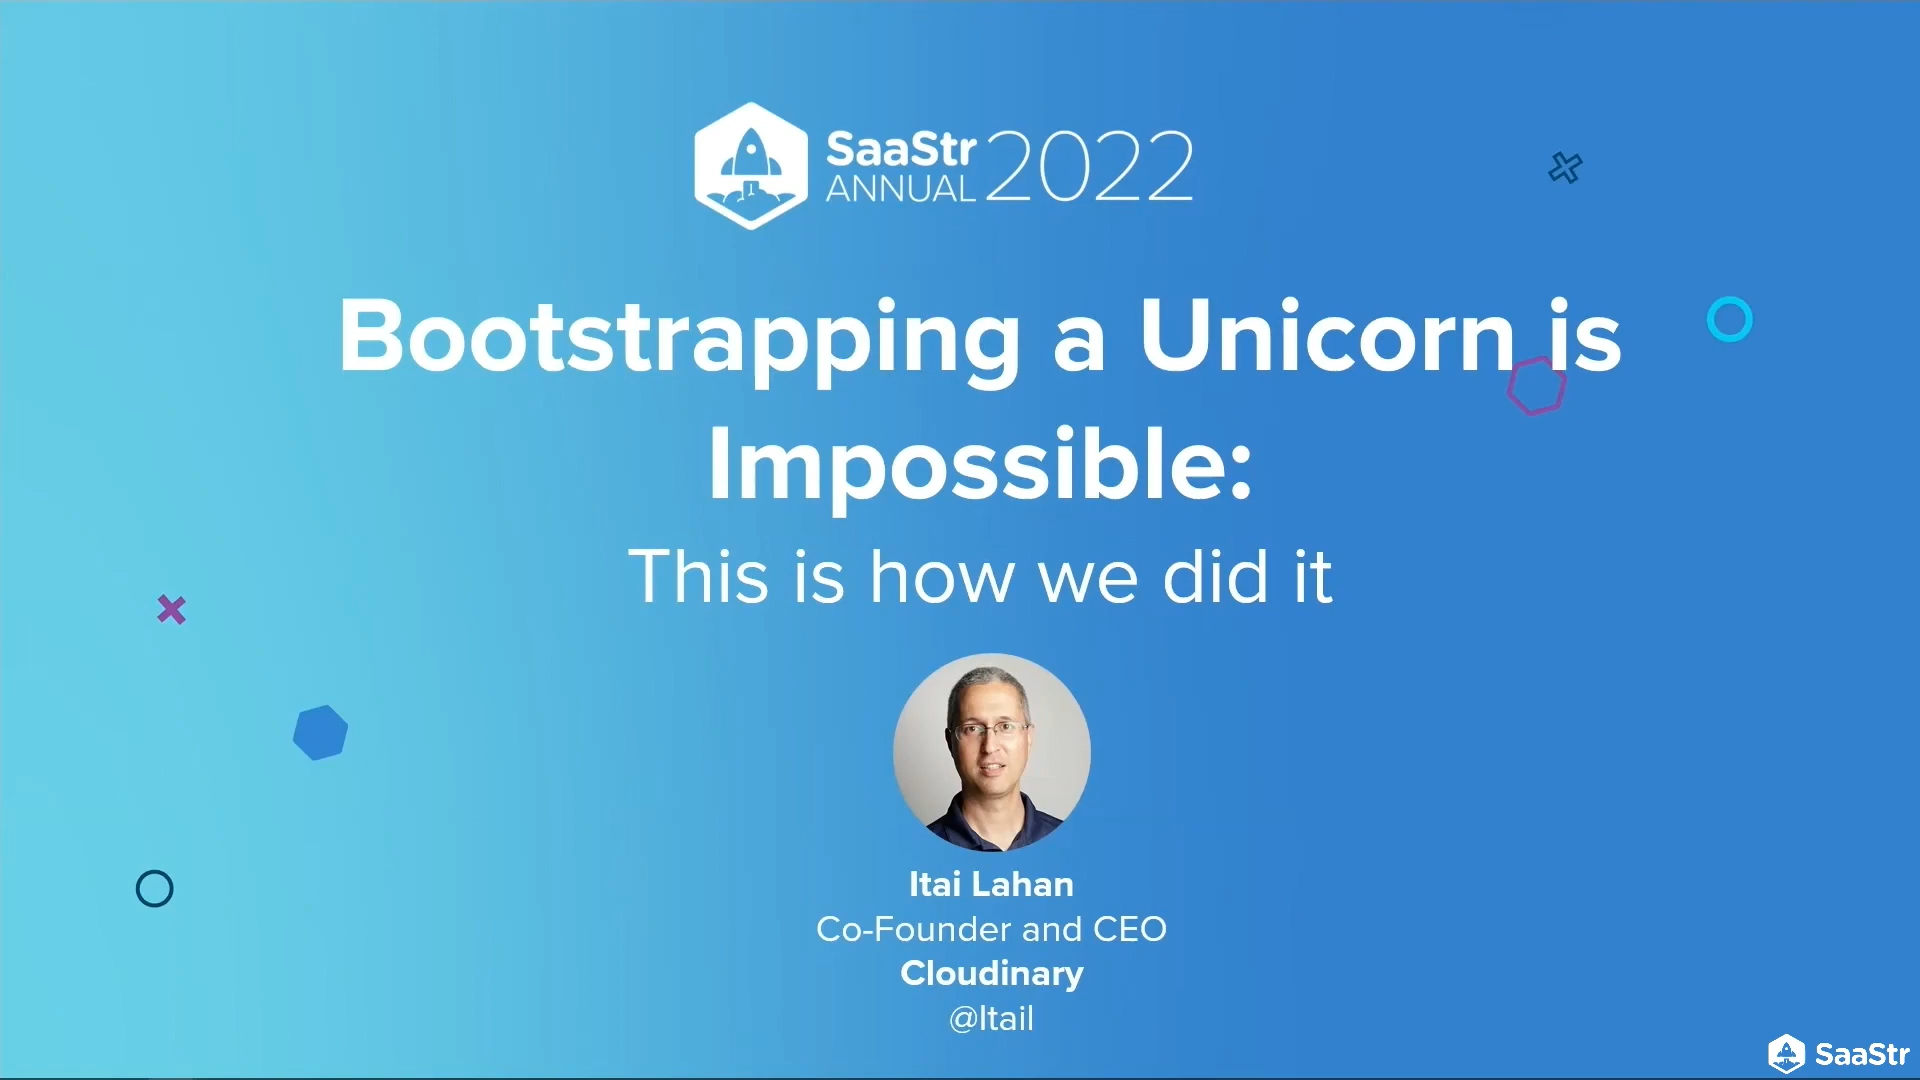 SaaStr
ANNUAL 2022
Bootstrapping a Unicorn is
Impossible:
This is how we did it
Itai Lahan
Co-Founder and CEO
Cloudinary
@Itail
SaaStr